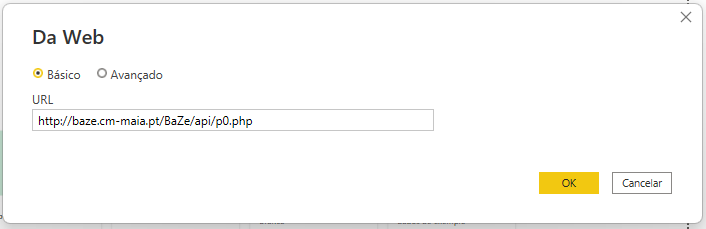 Da Web
Básico Avançado
URL
http://baze.cm-maia.pt/BaZe/api/p0.php
OK Cancelar